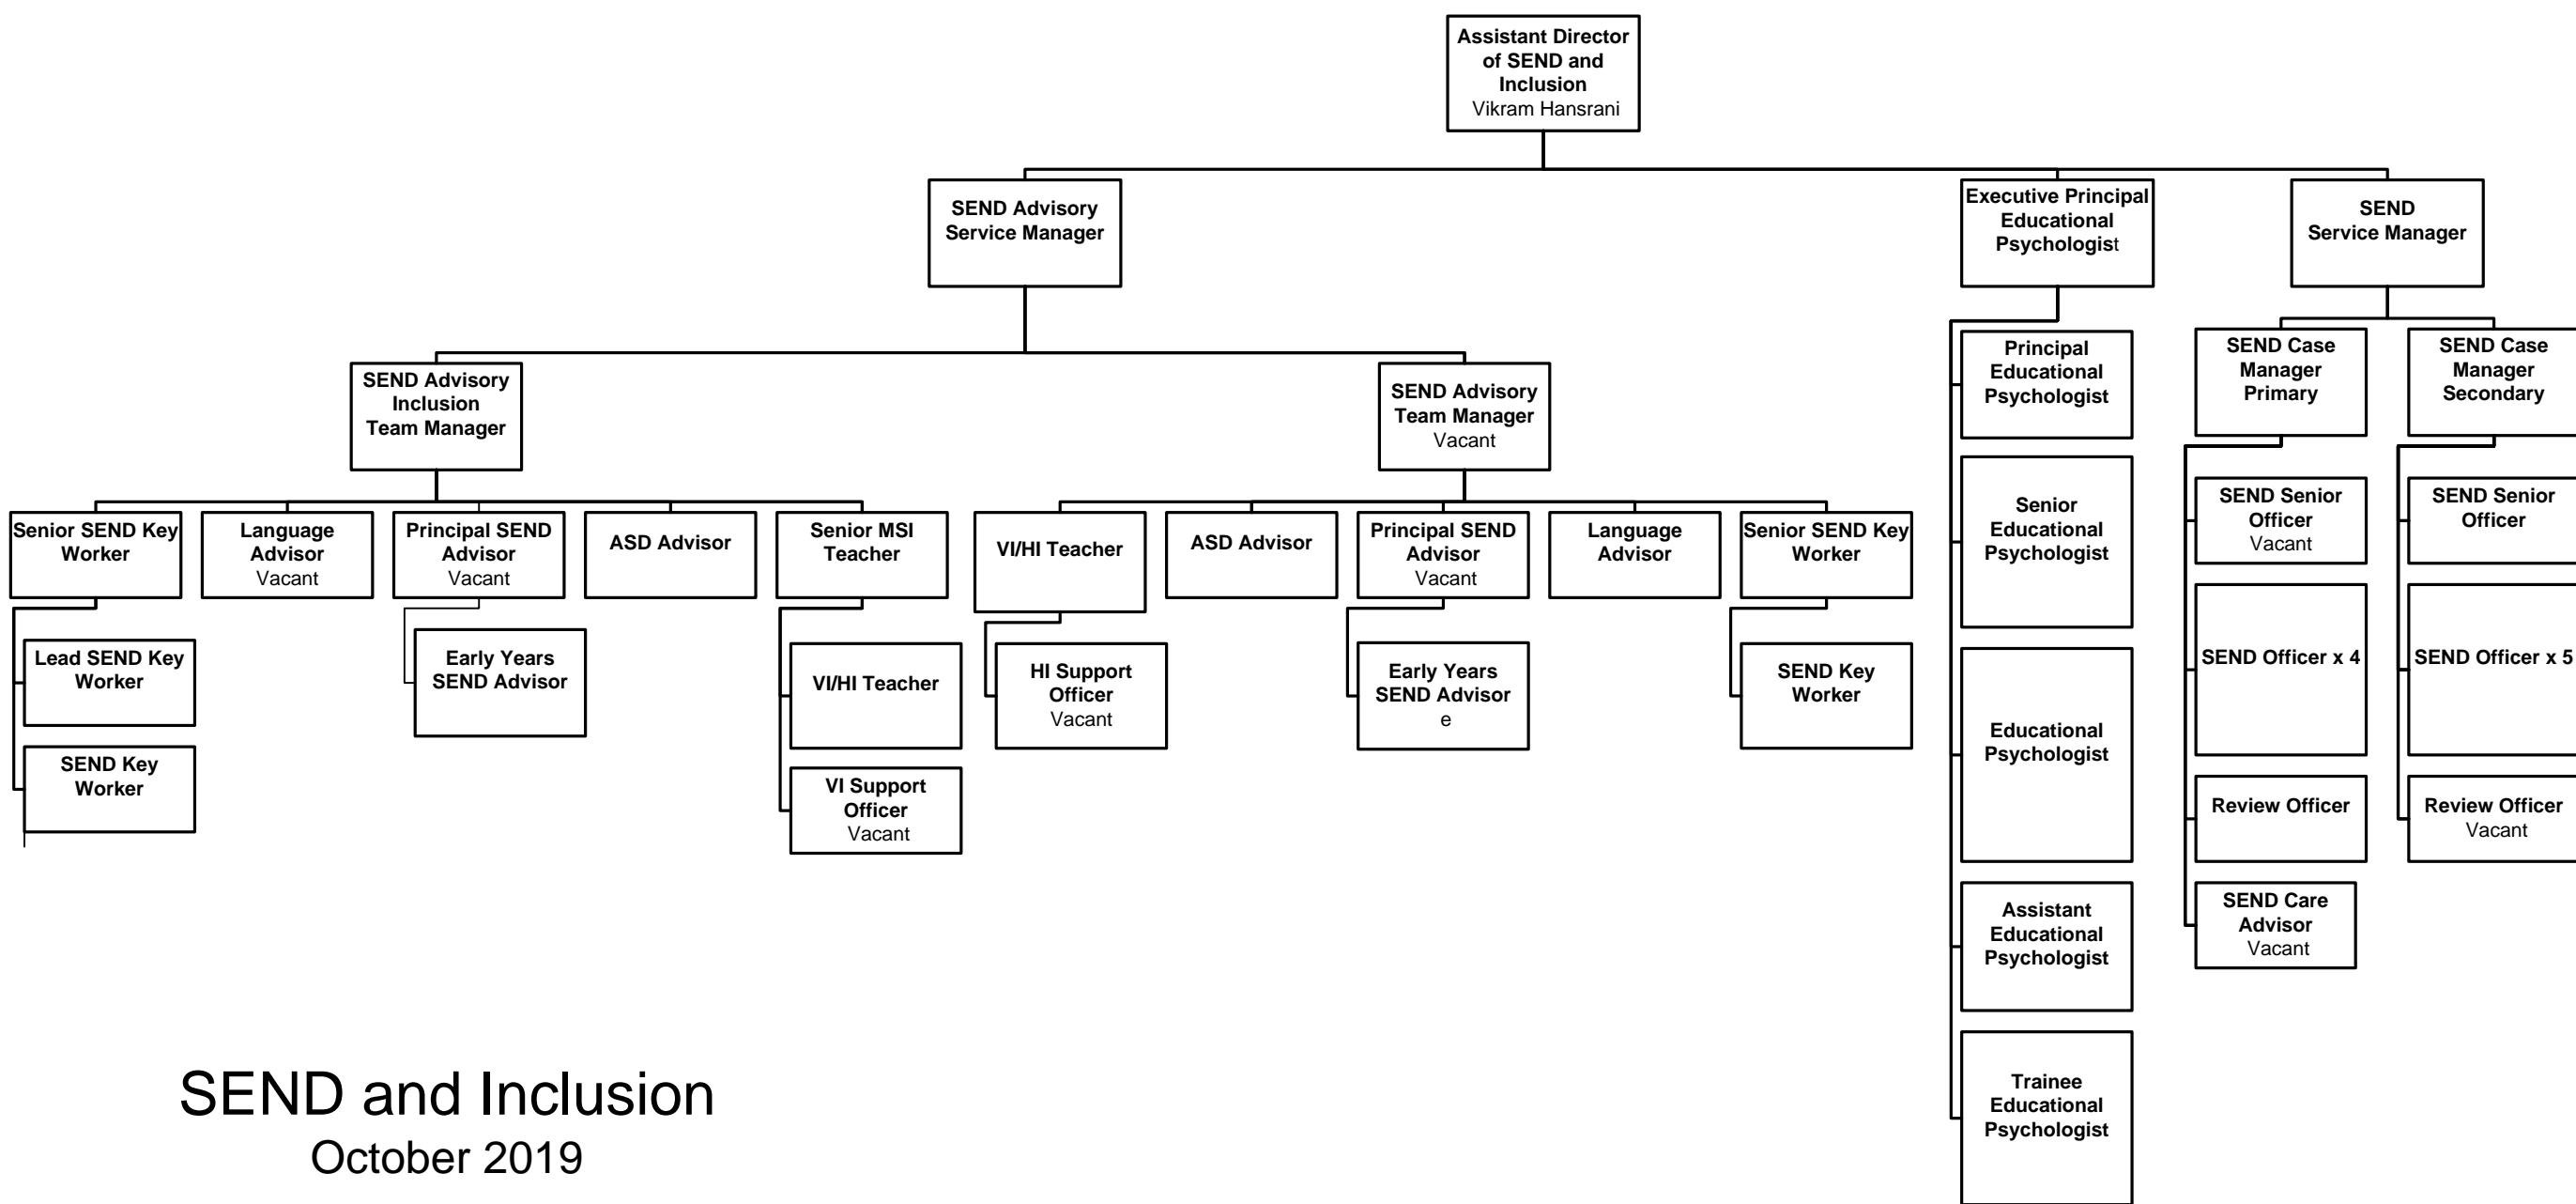 Assistant Director
of SEND and
Inclusion
Vikram Hansrani
SEND Advisory
Service Manager
Executive Principal
Educational
Psychologist
SEND
Service Manager
SEND Advisory
Inclusion
Team Manager
SEND Advisory
Team Manager
Vacant
Principal
Educational
Psychologist
SEND Case
Manager
Primary
SEND Case
Manager
Secondary
Senior SEND Key
Worker
Language
Advisor
Vacant
Principal SEND
Advisor
Vacant
ASD Advisor
Senior MSI
Teacher
VI/HI Teacher
ASD Advisor
Principal SEND
Advisor
Vacant
Language
Advisor
Senior SEND Key
Worker
Senior
Educational
Psychologist
SEND Senior
Officer
Vacant
SEND Senior
Officer
Lead SEND Key
Worker
Early Years
SEND Advisor
VI/HI Teacher
HI Support
Officer
Vacant
Early Years
SEND Advisor
e
SEND Key
Worker
Educational
Psychologist
SEND Officer x 4
SEND Officer x 5
SEND Key
Worker
VI Support
Officer
Vacant
Review Officer
Review Officer
Vacant
Assistant
Educational
Psychologist
SEND Care
Advisor
Vacant
Trainee
Educational
Psychologist
SEND and Inclusion
October 2019